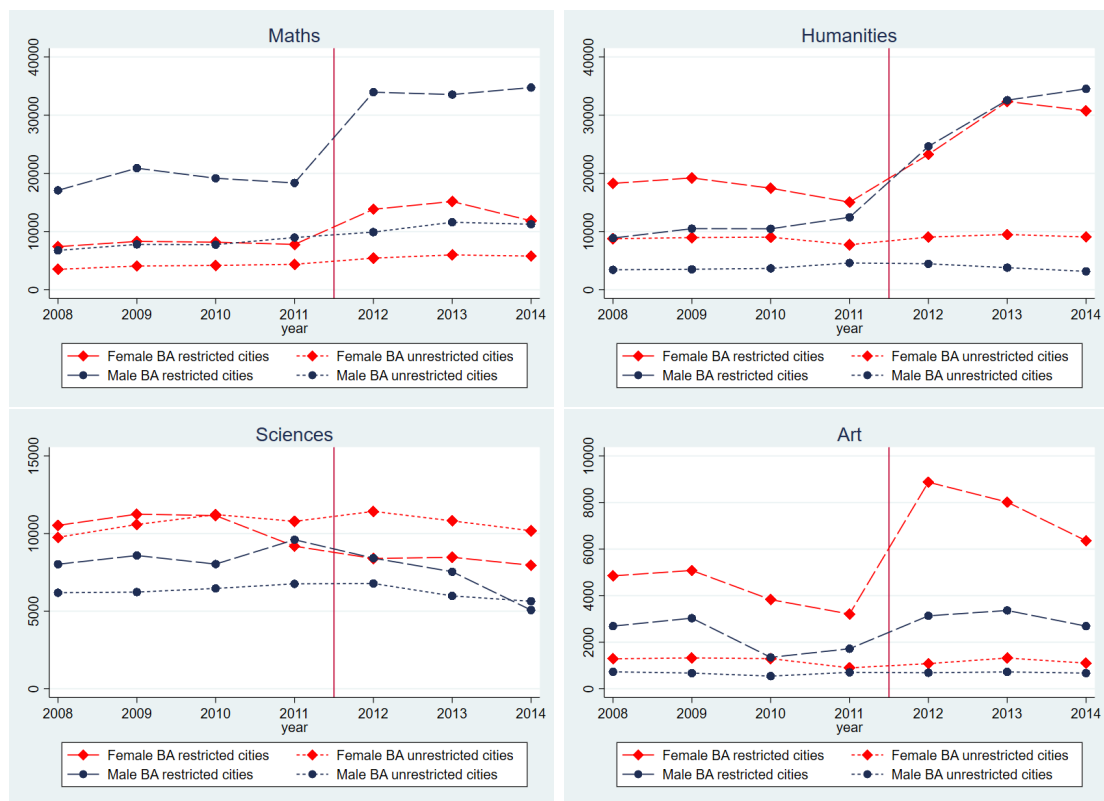 Maths
40000
30000
20000
10000
0
2008 2009 2010 2011 2012 2013 2014
year
Female BA restricted cities Female BA unrestricted cities
Male BA restricted cities Male BA unrestricted cities
Humanities
40000
30000
20000
10000
0
2008 2009 2010 2011 2012 2013 2014
year
Female BA restricted cities Female BA unrestricted cities
Male BA restricted cities Male BA unrestricted cities
Sciences
15000
10000
5000
0
2008 2009 2010 2011 2012 2013 2014
year
Female BA restricted cities Female BA unrestricted cities
Male BA restricted cities Male BA unrestricted cities
Art
10000
8000
6000
4000
2000
0
2008 2009 2010 2011 2012 2013 2014
year
Female BA restricted cities Female BA unrestricted cities
Male BA restricted cities Male BA unrestricted cities